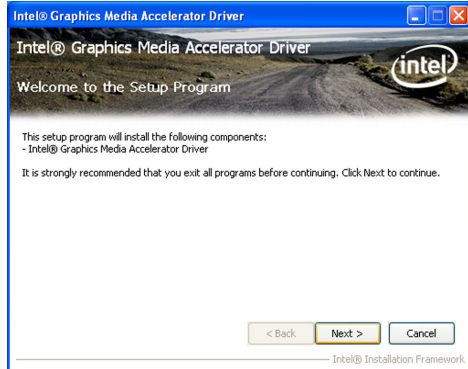 Intel® Graphics Media Accelerator Driver
Intel® Graphics Media Accelerator Driver
intel
Welcome to the Setup Program
This setup program will install the following components:
- Intel® Graphics Media Accelerator Driver
It is strongly recommended that you exit all programs before continuing. Click Next to continue.
< Back Next > Cancel
Intel® Installation Framework